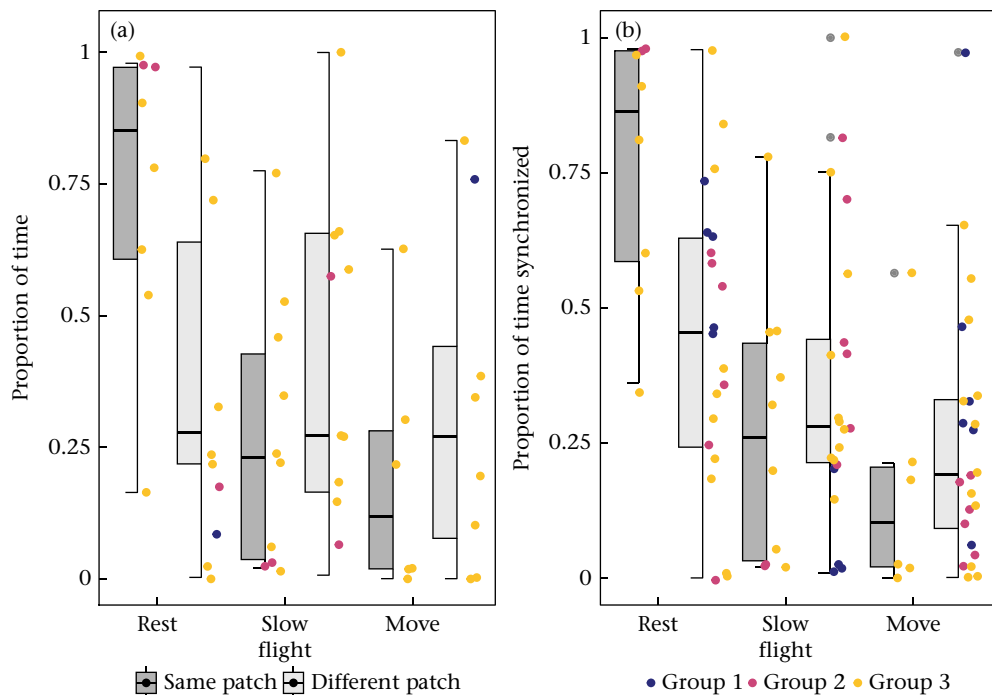 (a)
Proportion of time
1
0.75
0.5
0.25
0
Rest
Slow
flight
Move
(b)
Proportion of time synchronized
1
0.75
0.5
0.25
0
Rest
Slow
flight
Move
Same patch Different patch
Group 1 Group 2 Group 3